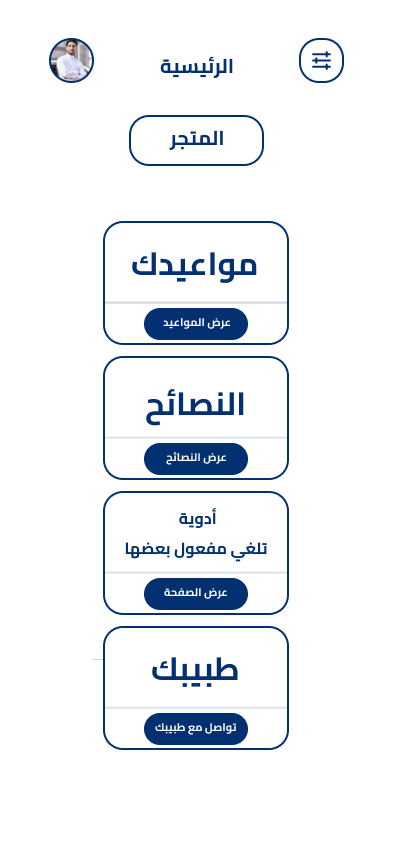 الرئيسية
المتجر
مواعيدك
عرض المواعيد
النصائح
عرض النصائح
أدوية
تلغي مفعول بعضها
عرض الصفحة
طبيبك
تواصل مع طبيبك